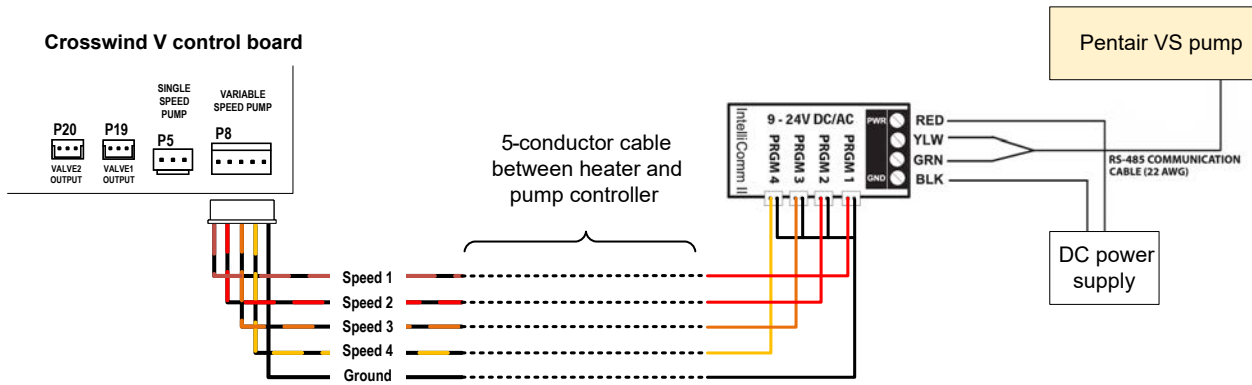 Crosswind V control board
SINGLE
SPEED
PUMP
VARIABLE
SPEED PUMP
P20
P19
P5
P8
VALVE2
OUTPUT
VALVE1
OUTPUT
5-conductor cable
between heater and
pump controller
Speed 1
Speed 2
Speed 3
Speed 4
Ground
IntelliComm II
9 - 24V DC/AC
PRGM 4
PRGM 3
PRGM 2
PRGM 1
PWR
GND
RED
YLW
GRN
BLK
RS-485 COMMUNICATION
CABLE (22 AWG)
Pentair VS pump
DC power
supply